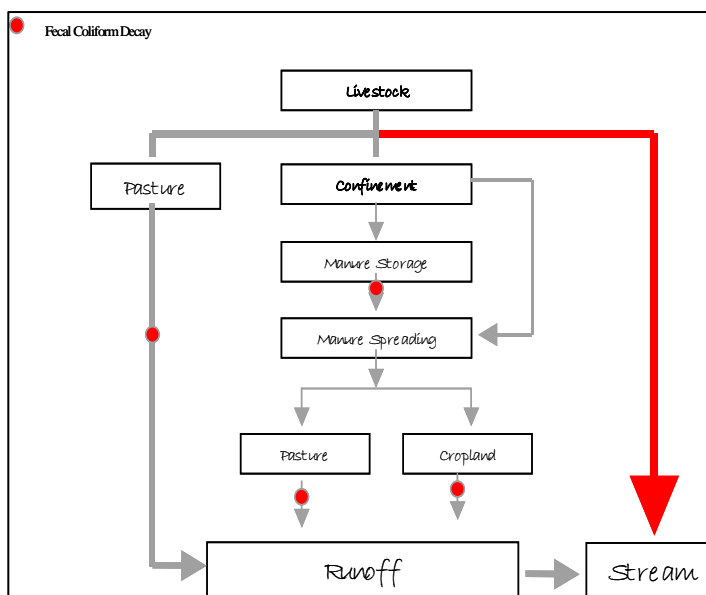 Fecal Coliform Decay
Livestock
Pasture
Confinement
Manure Storage
Manure Spreading
Pasture
Cropland
Runoff
Stream